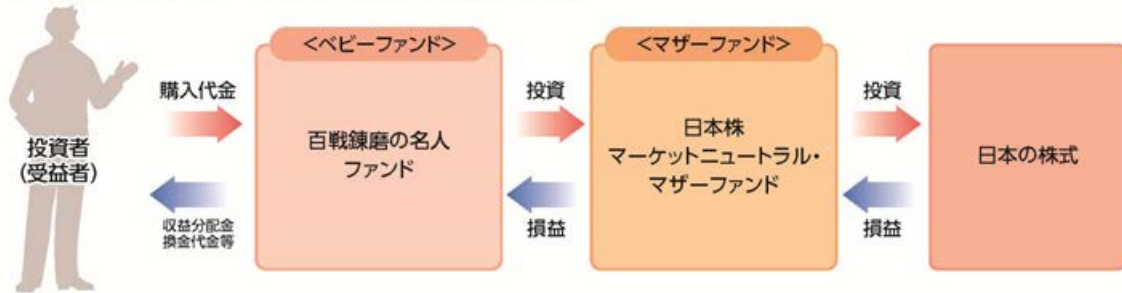 <ベビーファンド>
<マザーファンド>
購入代金
投資
投資
投資者
(受益者)
百戦錬磨の名人
ファンド
日本株
マーケットニュートラル・
マザーファンド
日本の株式
収益分配金
換金代金等
損益
損益